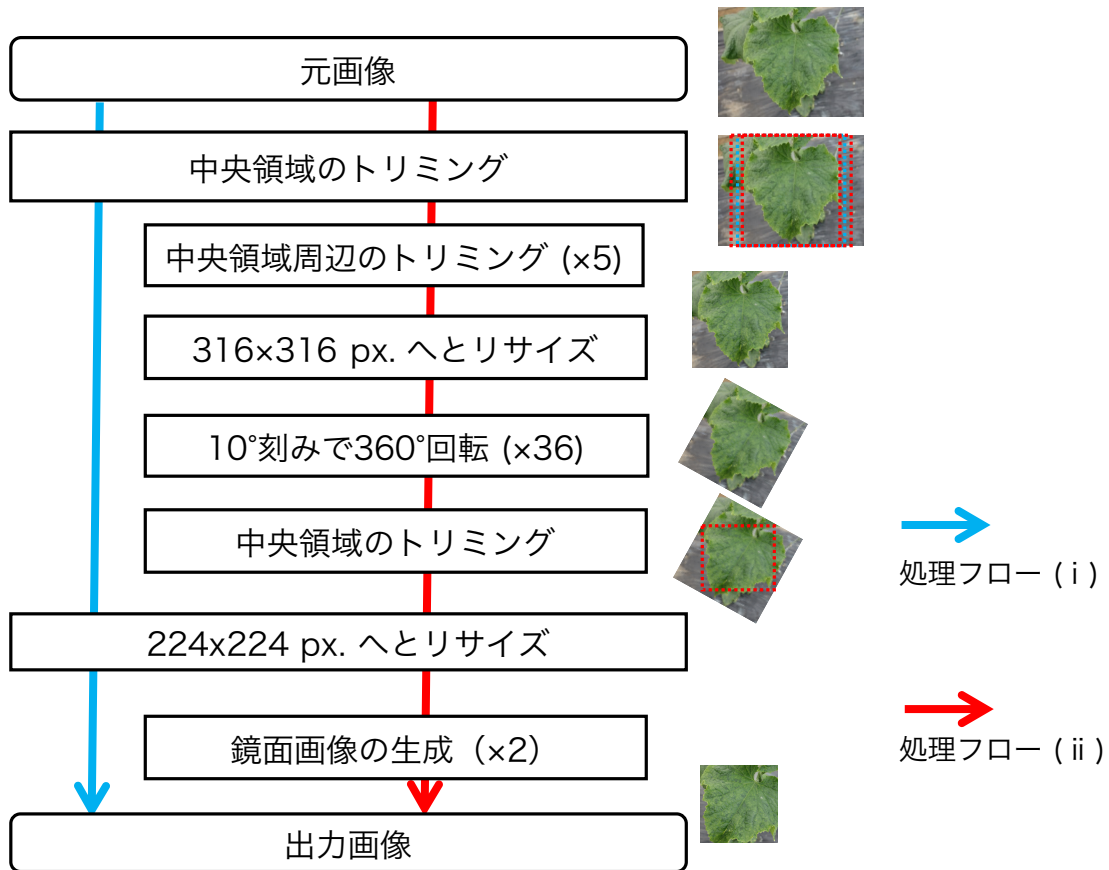 元画像
中央領域のトリミング
中央領域周辺のトリミング (×5)
316×316 px. へとリサイズ
10°刻みで360°回転 (×36)
中央領域のトリミング
処理フロー ( i )
224x224 px. へとリサイズ
鏡面画像の生成（×2）
処理フロー ( ii )
出力画像